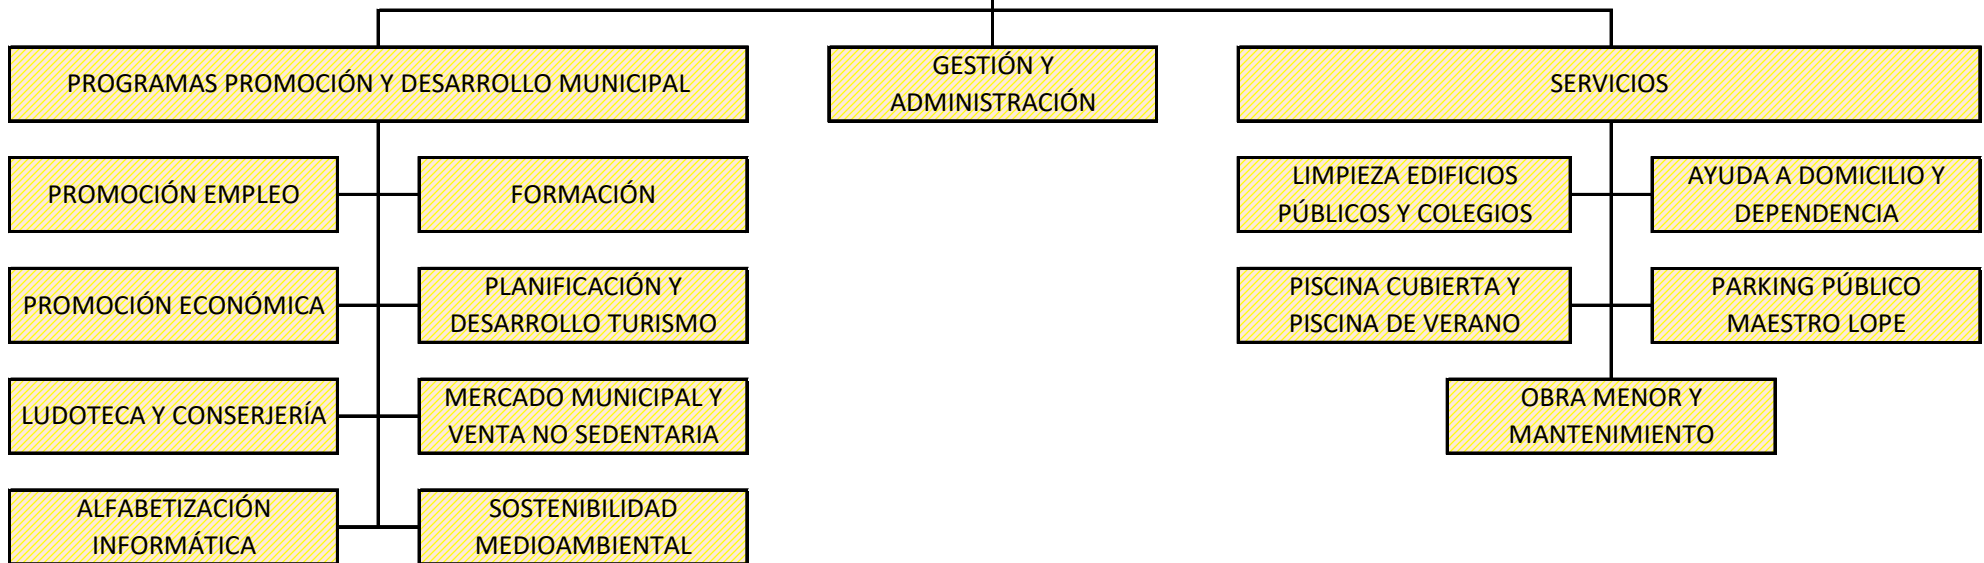 PROGRAMAS PROMOCIÓN Y DESARROLLO MUNICIPAL
GESTIÓN Y
ADMINISTRACIÓN
SERVICIOS
PROMOCIÓN EMPLEO
FORMACIÓN
LIMPIEZA EDIFICIOS
PÚBLICOS Y COLEGIOS
AYUDA A DOMICILIO Y
DEPENDENCIA
PROMOCIÓN ECONÓMICA
PLANIFICACIÓN Y
DESARROLLO TURISMO
PISCINA CUBIERTA Y
PISCINA DE VERANO
PARKING PÚBLICO
MAESTRO LOPE
LUDOTECA Y CONSERJERÍA
MERCADO MUNICIPAL Y
VENTA NO SEDENTARIA
OBRA MENOR Y
MANTENIMIENTO
ALFABETIZACIÓN
INFORMÁTICA
SOSTENIBILIDAD
MEDIOAMBIENTAL